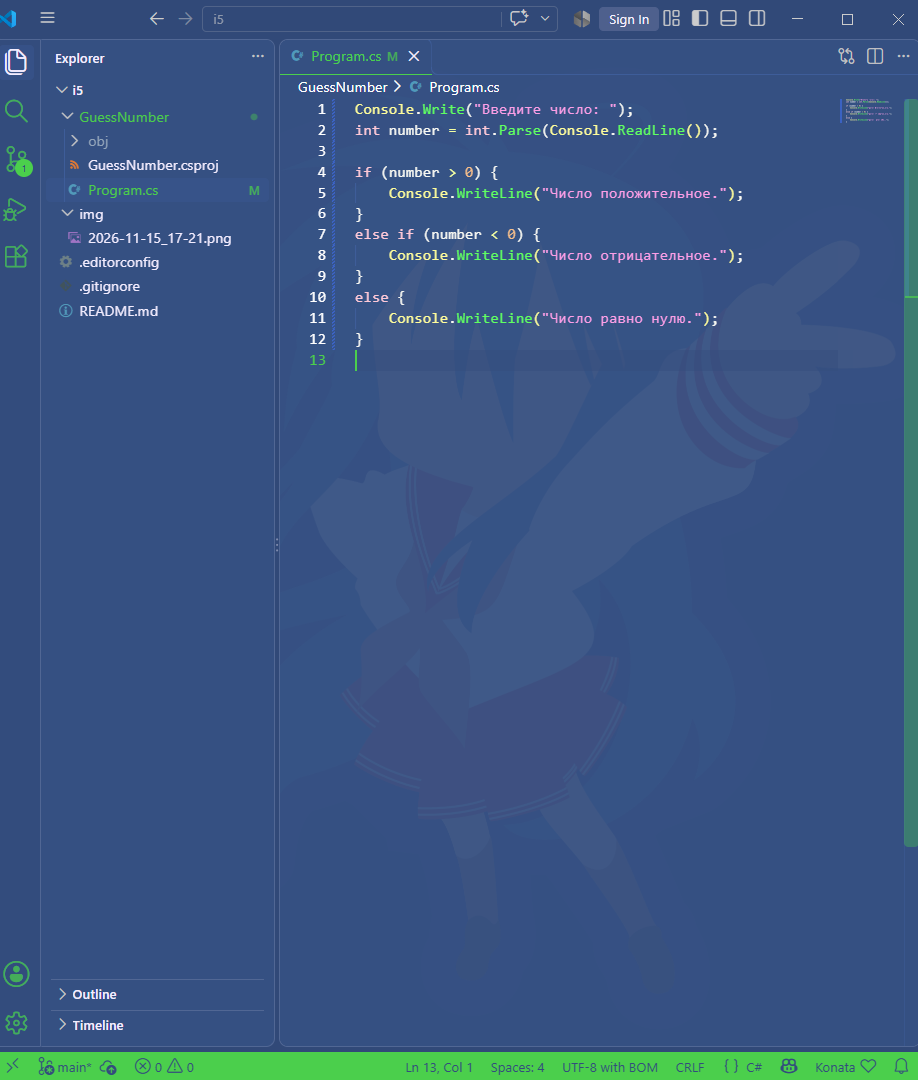 i5
Sign In
Explorer
i5
GuessNumber
obj
GuessNumber.csproj
Program.cs M
img
2026-11-15_17-21.png
.editorconfig
.gitignore
README.md
Outline
Timeline
1
Program.cs M
GuessNumber > Program.cs
1 Console.Write("Введите число: ");
2 int number = int.Parse(Console.ReadLine());
3
4 if (number > 0) {
5 Console.WriteLine("Число положительное.");
6 }
7 else if (number < 0) {
8 Console.WriteLine("Число отрицательное.");
9 }
10 else {
11 Console.WriteLine("Число равно нулю.");
12 }
13
main* 0 0 Ln 13, Col 1 Spaces: 4 UTF-8 with BOM CRLF { } C# Konata ♡